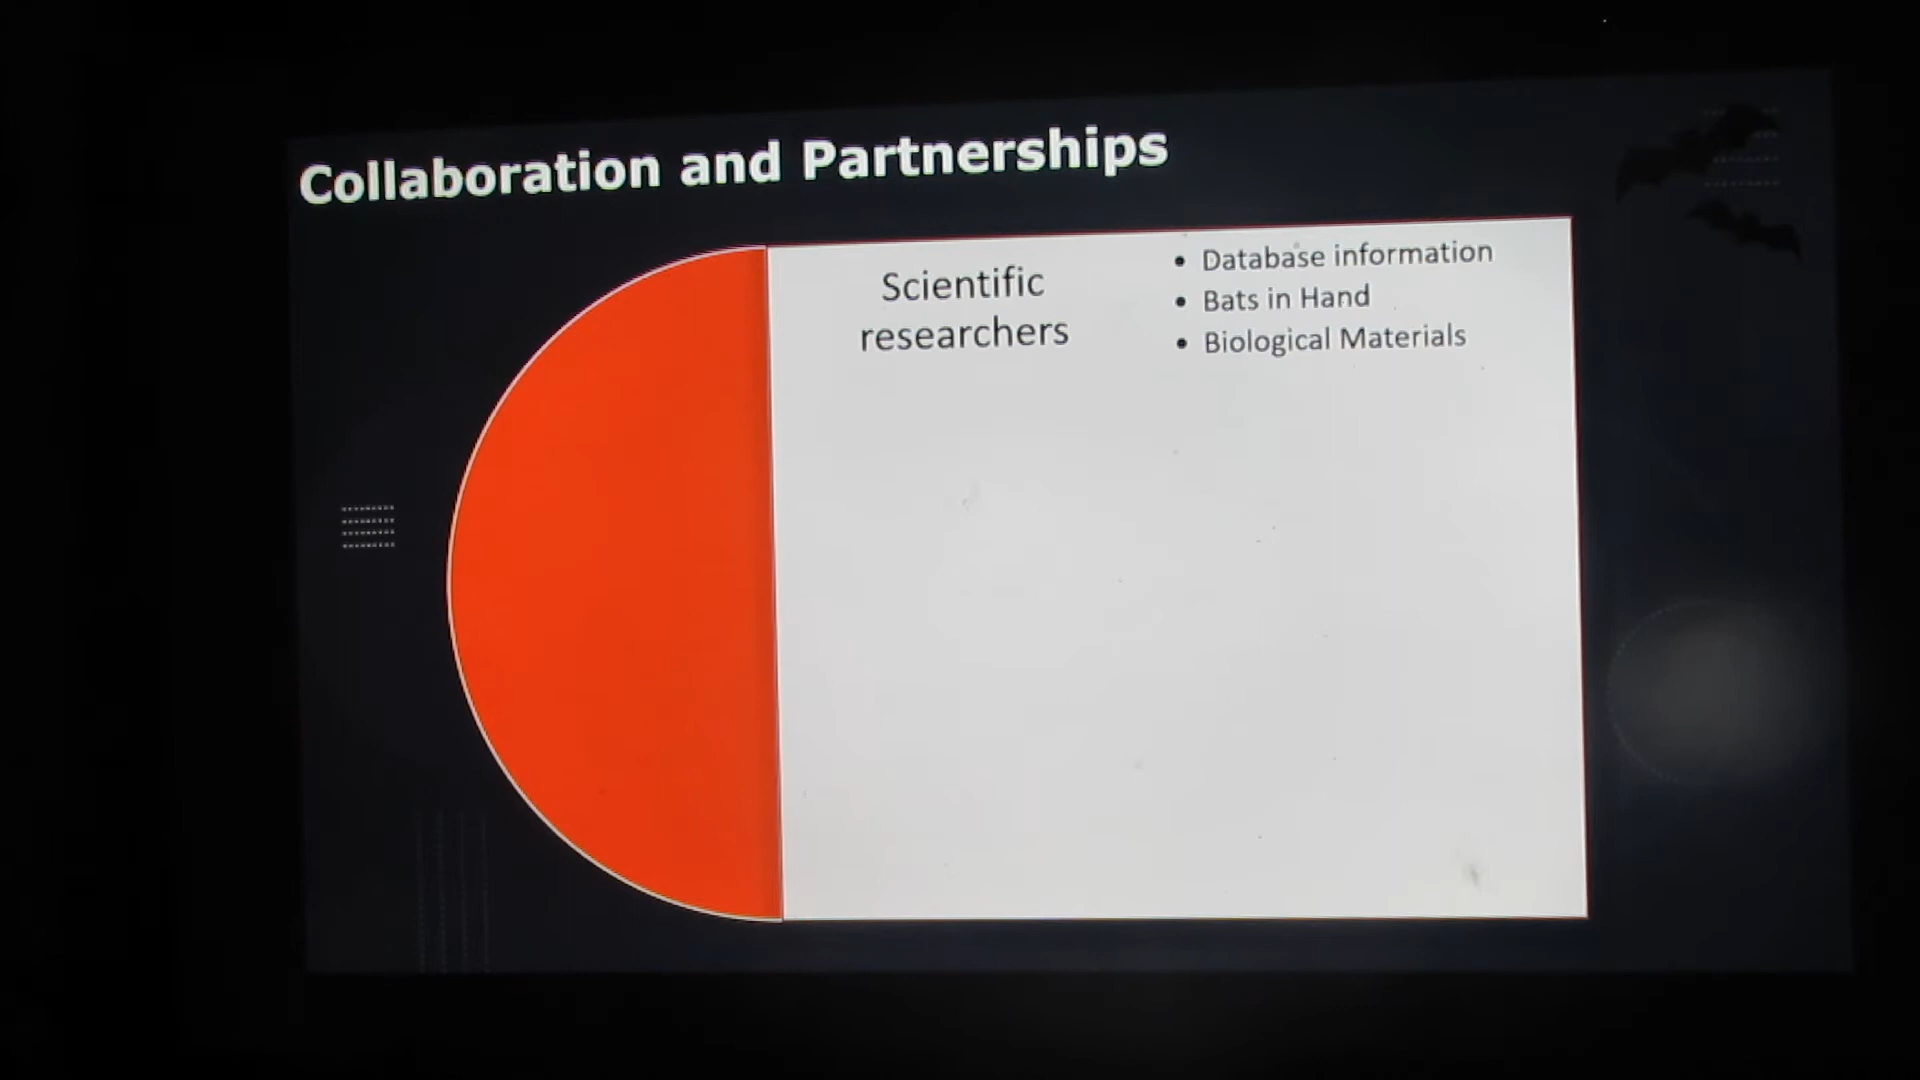 Collaboration and Partnerships
Scientific
researchers
• Database information
• Bats in Hand
• Biological Materials